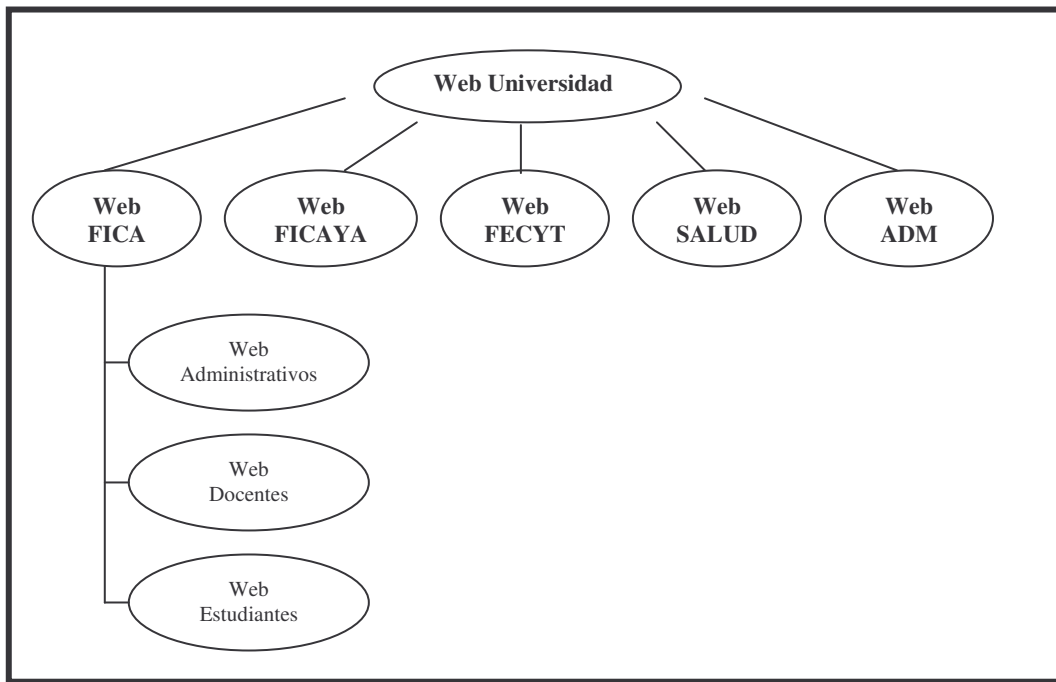 Web Universidad
Web
FICA
Web
FICAYA
Web
FECYT
Web
SALUD
Web
ADM
Web
Administrativos
Web
Docentes
Web
Estudiantes